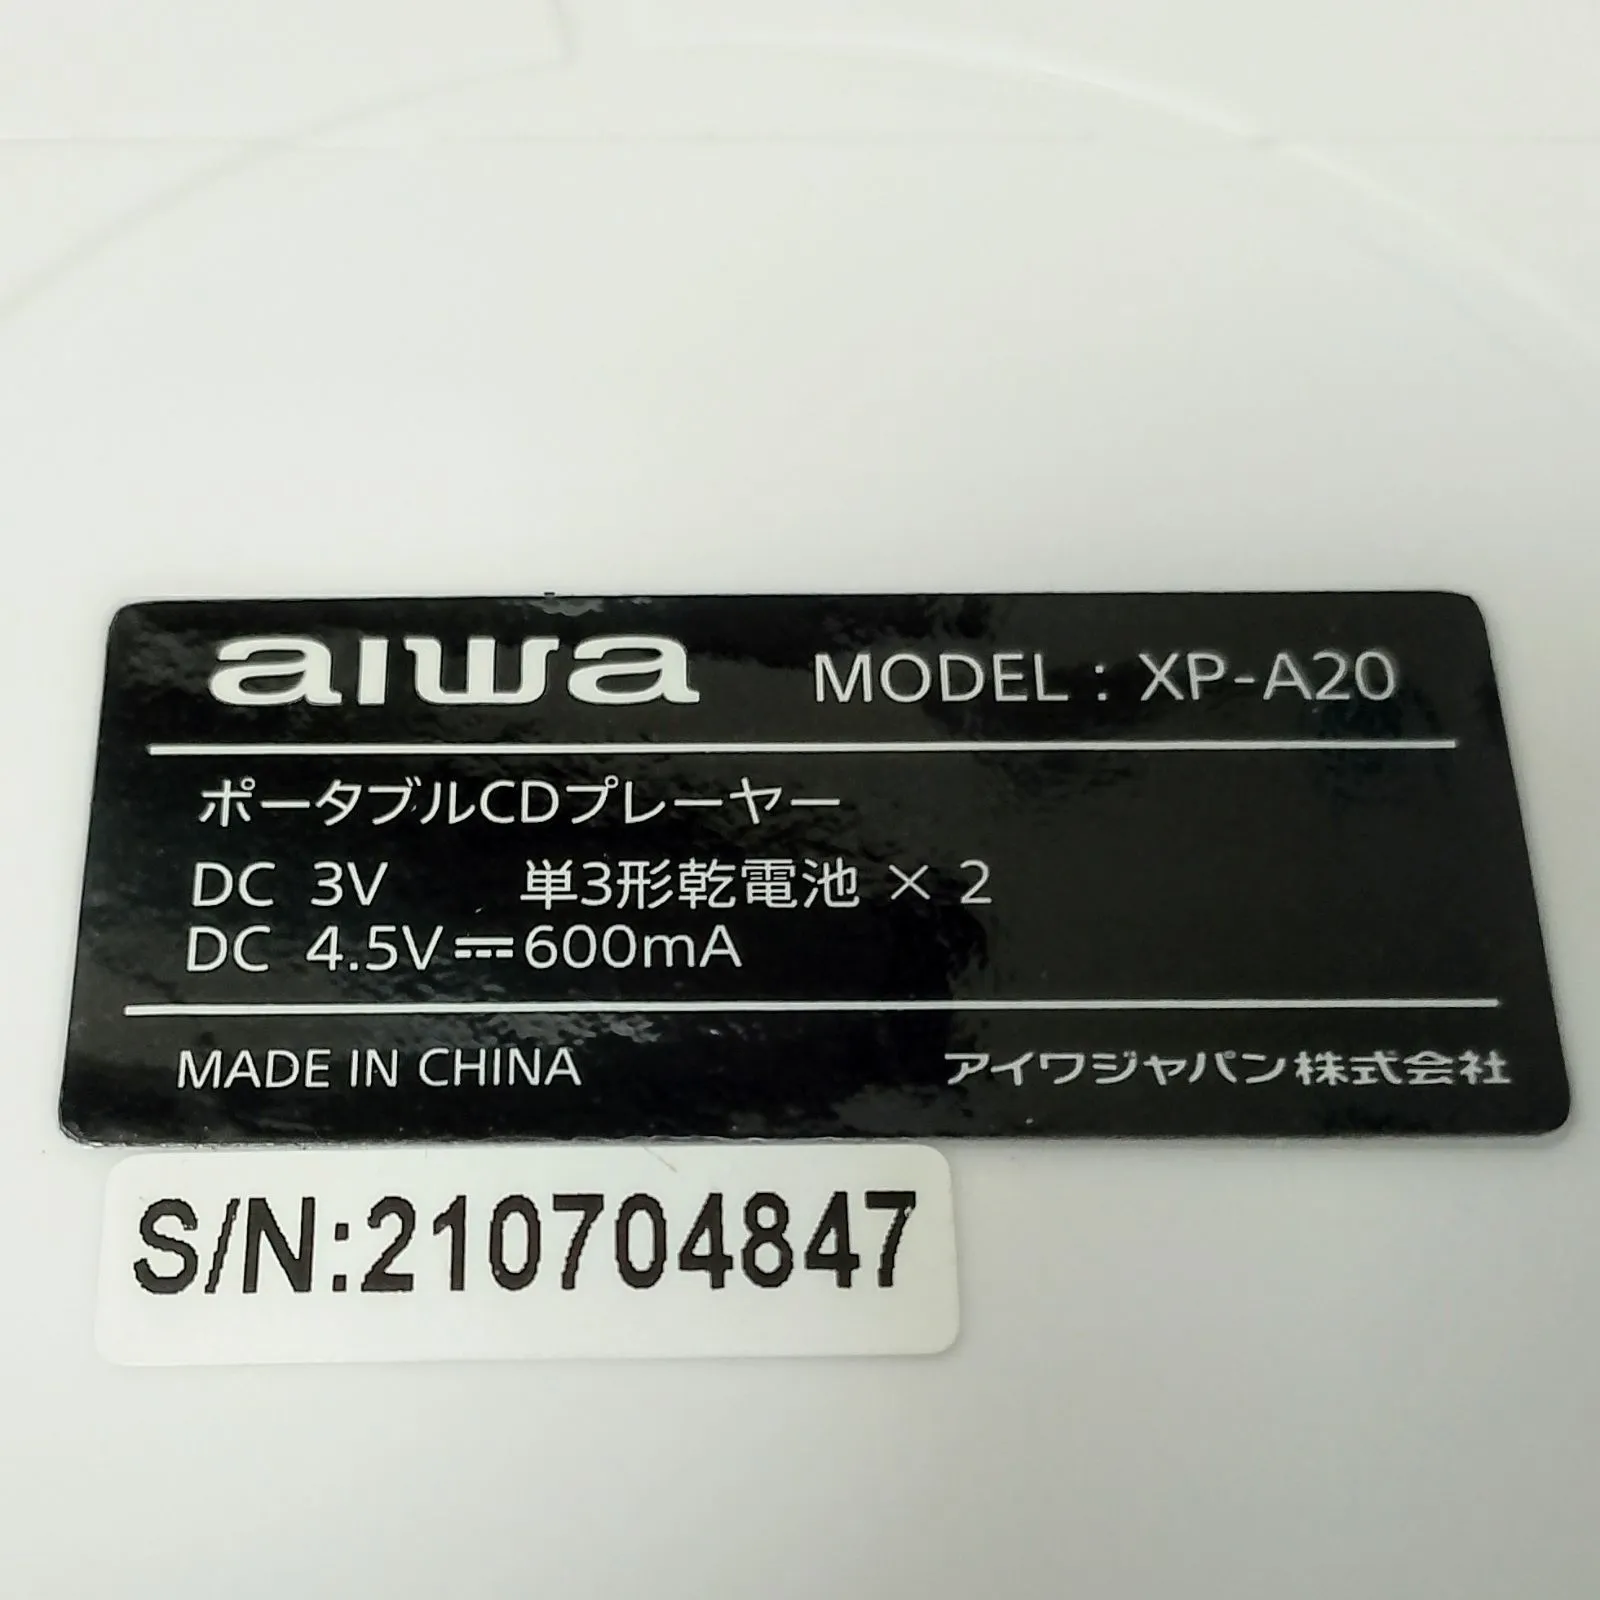 aiwa MODEL : XP-A20
ポータブルCDプレーヤー
DC 3V 単3形乾電池 × 2
DC 4.5V⎓600mA
MADE IN CHINA アイワジャパン株式会社
S/N:210704847